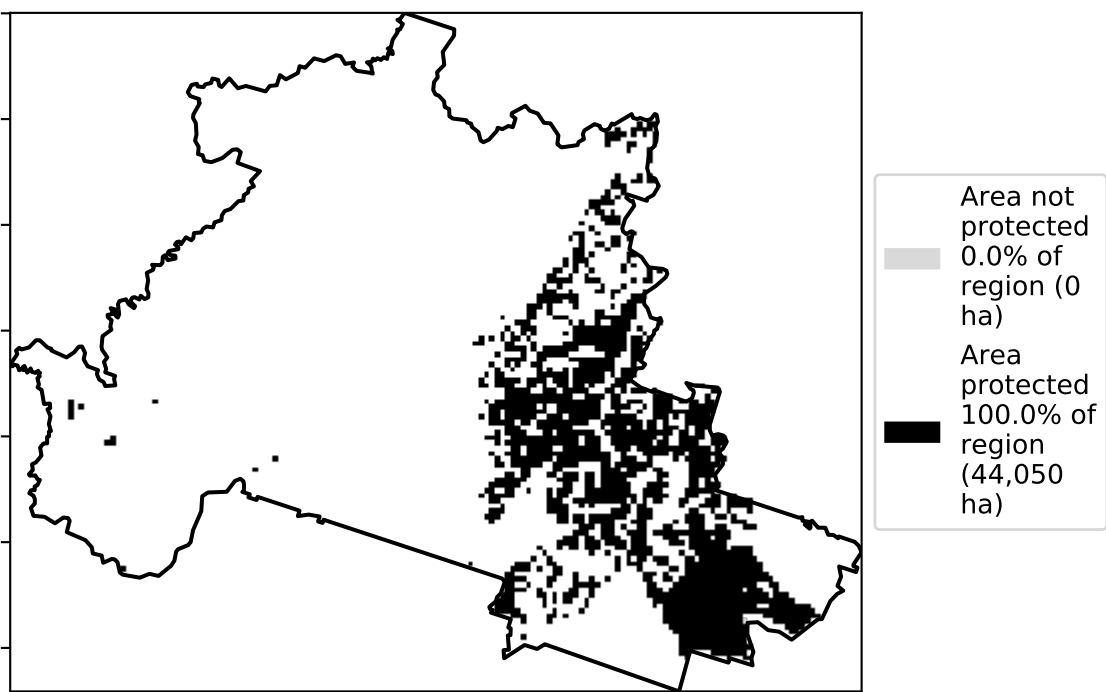 Area not
protected
0.0% of
region (0
ha)
Area
protected
100.0% of
region
(44,050
ha)